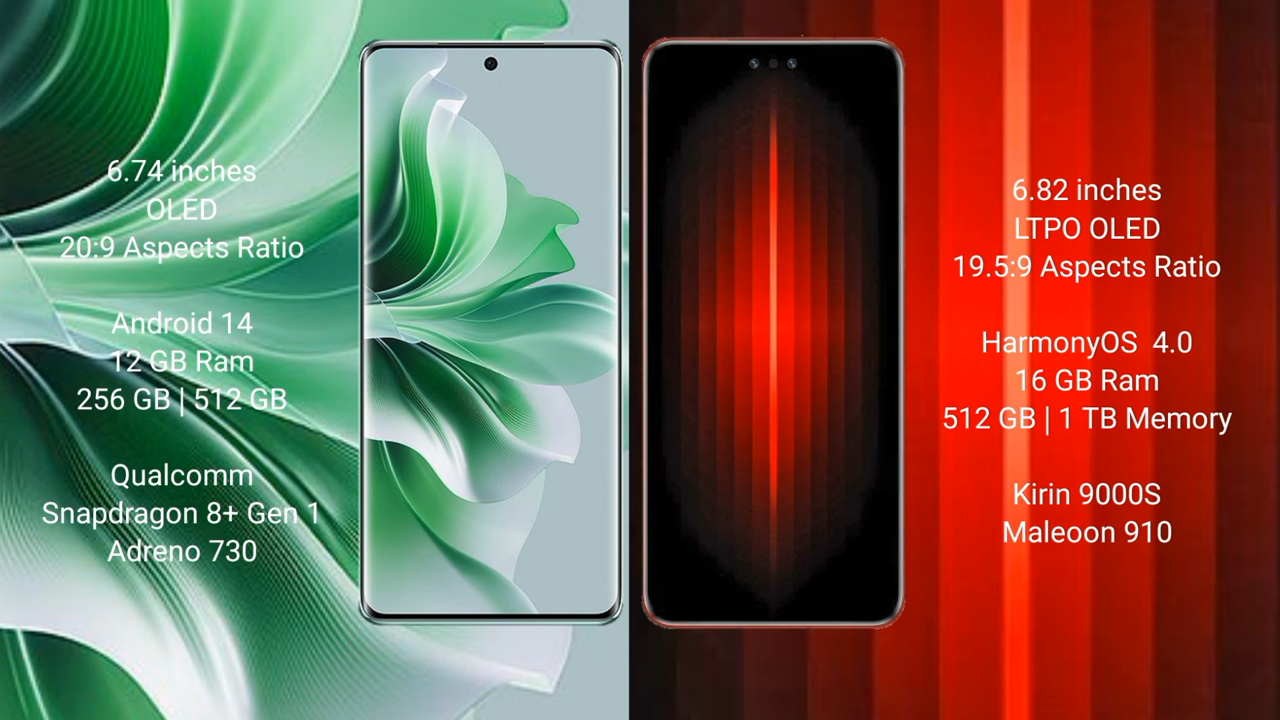 6.74 inches
OLED
20:9 Aspects Ratio
Android 14
12 GB Ram
256 GB | 512 GB
Qualcomm
Snapdragon 8+ Gen 1
Adreno 730
6.82 inches
LTPO OLED
19.5:9 Aspects Ratio
HarmonyOS 4.0
16 GB Ram
512 GB | 1 TB Memory
Kirin 9000S
Maleoon 910